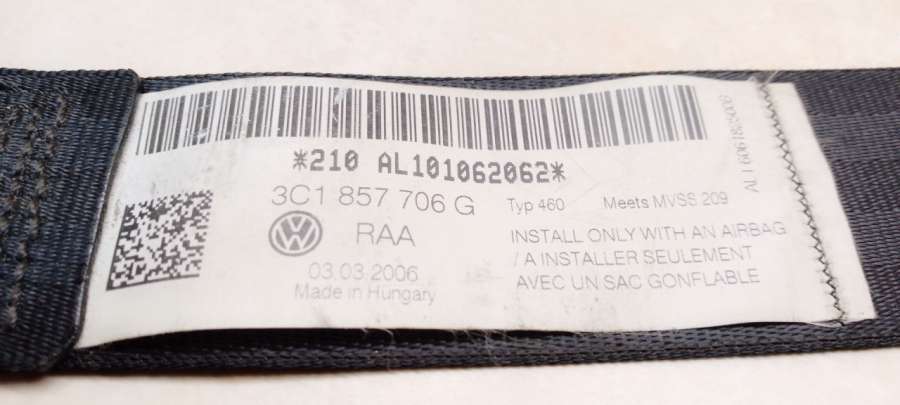 *210 AL101062062*
3C1 857 706 G Typ 460 Meets MVSS 209
RAA
INSTALL ONLY WITH AN AIRBAG
/ A INSTALLER SEULEMENT
03.03.2006
AVEC UN SAC GONFLABLE
Made in Hungary